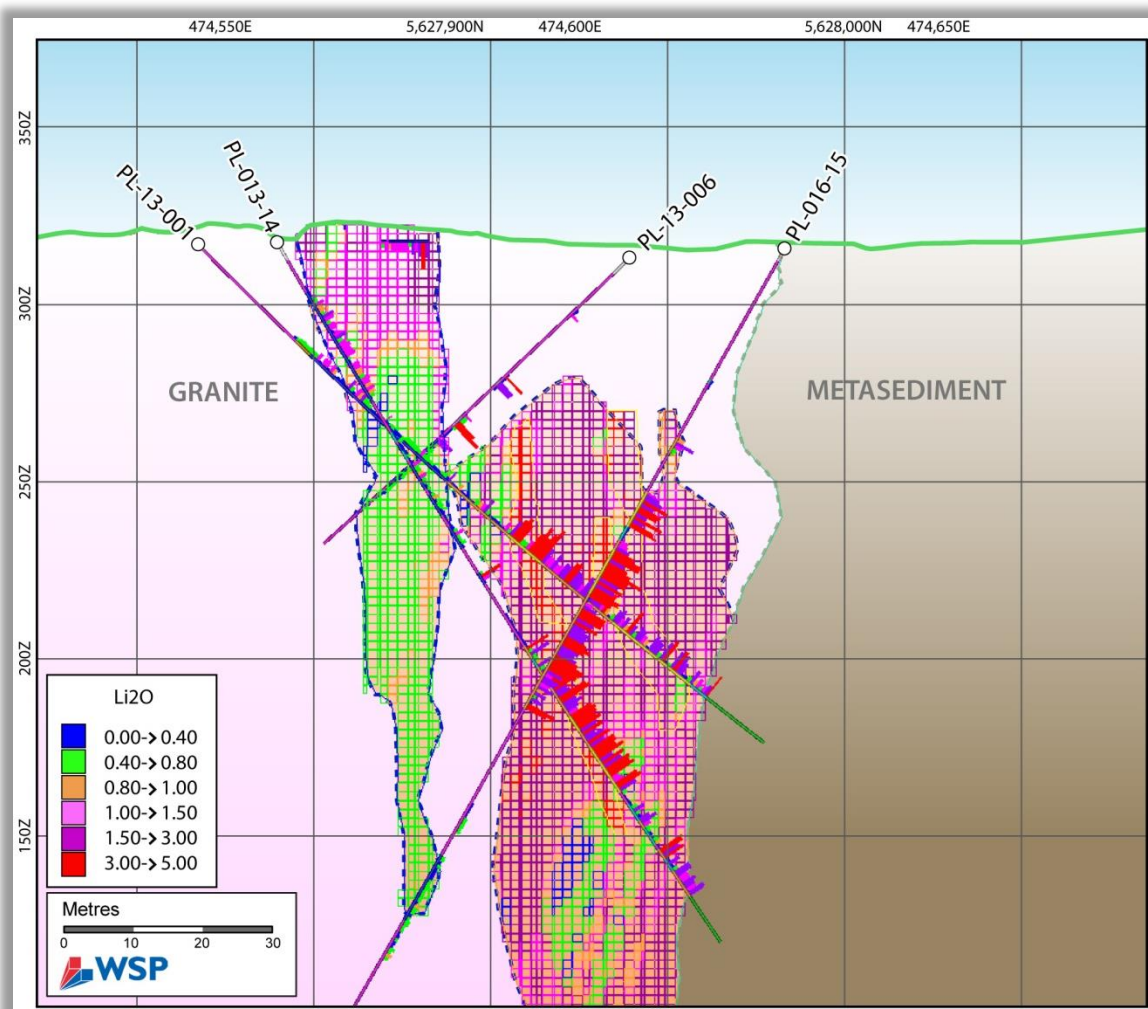 474,550E 5,627,900N 474,600E 5,628,000N 474,650E
350Z
PL-13-001
PL-013-14
PL-13-006
PL-016-15
300Z
GRANITE
METASEDIMENT
250Z
200Z
Li2O
0.00->0.40
0.40->0.80
0.80->1.00
1.00->1.50
1.50->3.00
3.00->5.00
150Z
Metres
0 10 20 30
WSP